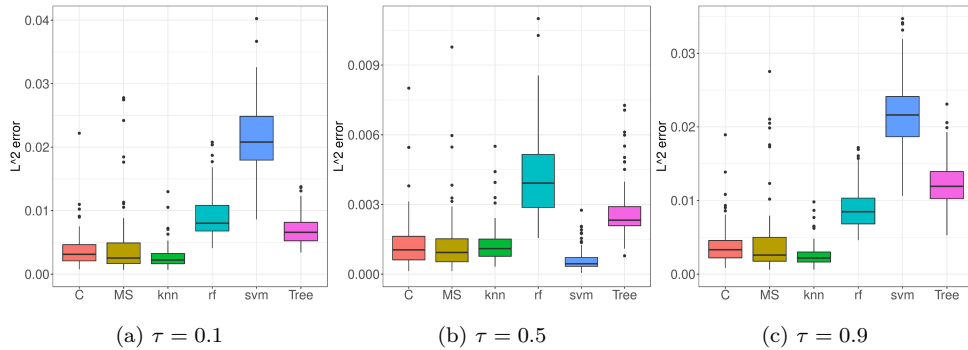 0.04
0.03
0.02
0.01
0.00
L^2 error
C MS knn rf svm Tree
(a) τ = 0.1
0.009
0.006
0.003
0.000
L^2 error
C MS knn rf svm Tree
(b) τ = 0.5
0.03
0.02
0.01
0.00
L^2 error
C MS knn rf svm Tree
(c) τ = 0.9